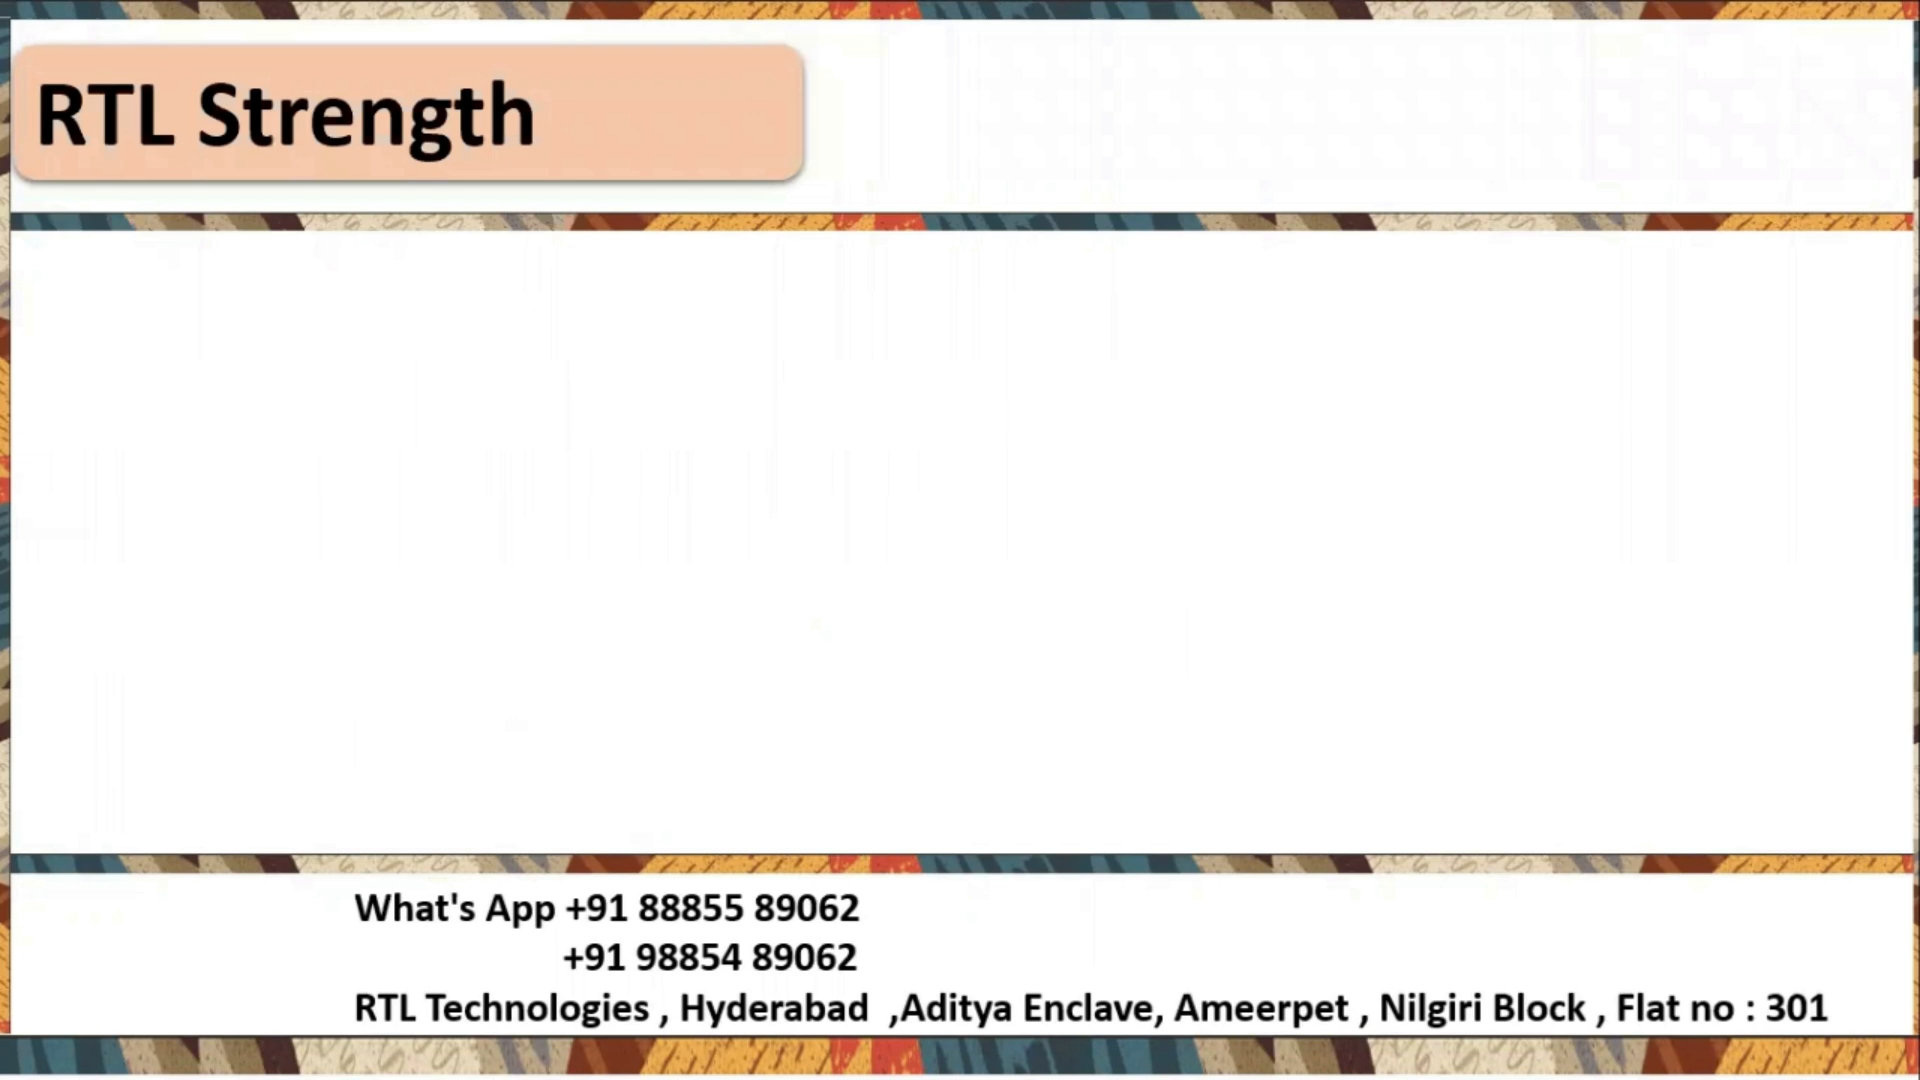 RTL Strength
What's App +91 88855 89062
+91 98854 89062
RTL Technologies , Hyderabad ,Aditya Enclave, Ameerpet , Nilgiri Block , Flat no : 301